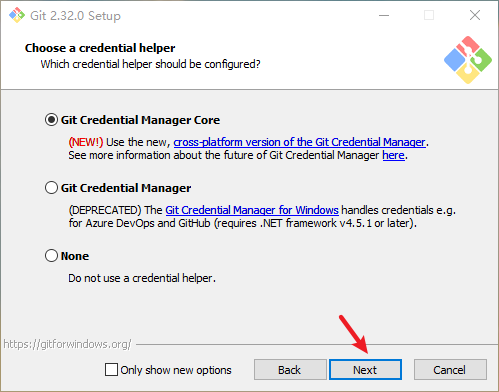 Git 2.32.0 Setup
Choose a credential helper
Which credential helper should be configured?
Git Credential Manager Core
(NEW!) Use the new, cross-platform version of the Git Credential Manager.
See more information about the future of Git Credential Manager here.
Git Credential Manager
(DEPRECATED) The Git Credential Manager for Windows handles credentials e.g.
for Azure DevOps and GitHub (requires .NET framework v4.5.1 or later).
None
Do not use a credential helper.
https://gitforwindows.org/
Only show new options
Back
Next
Cancel